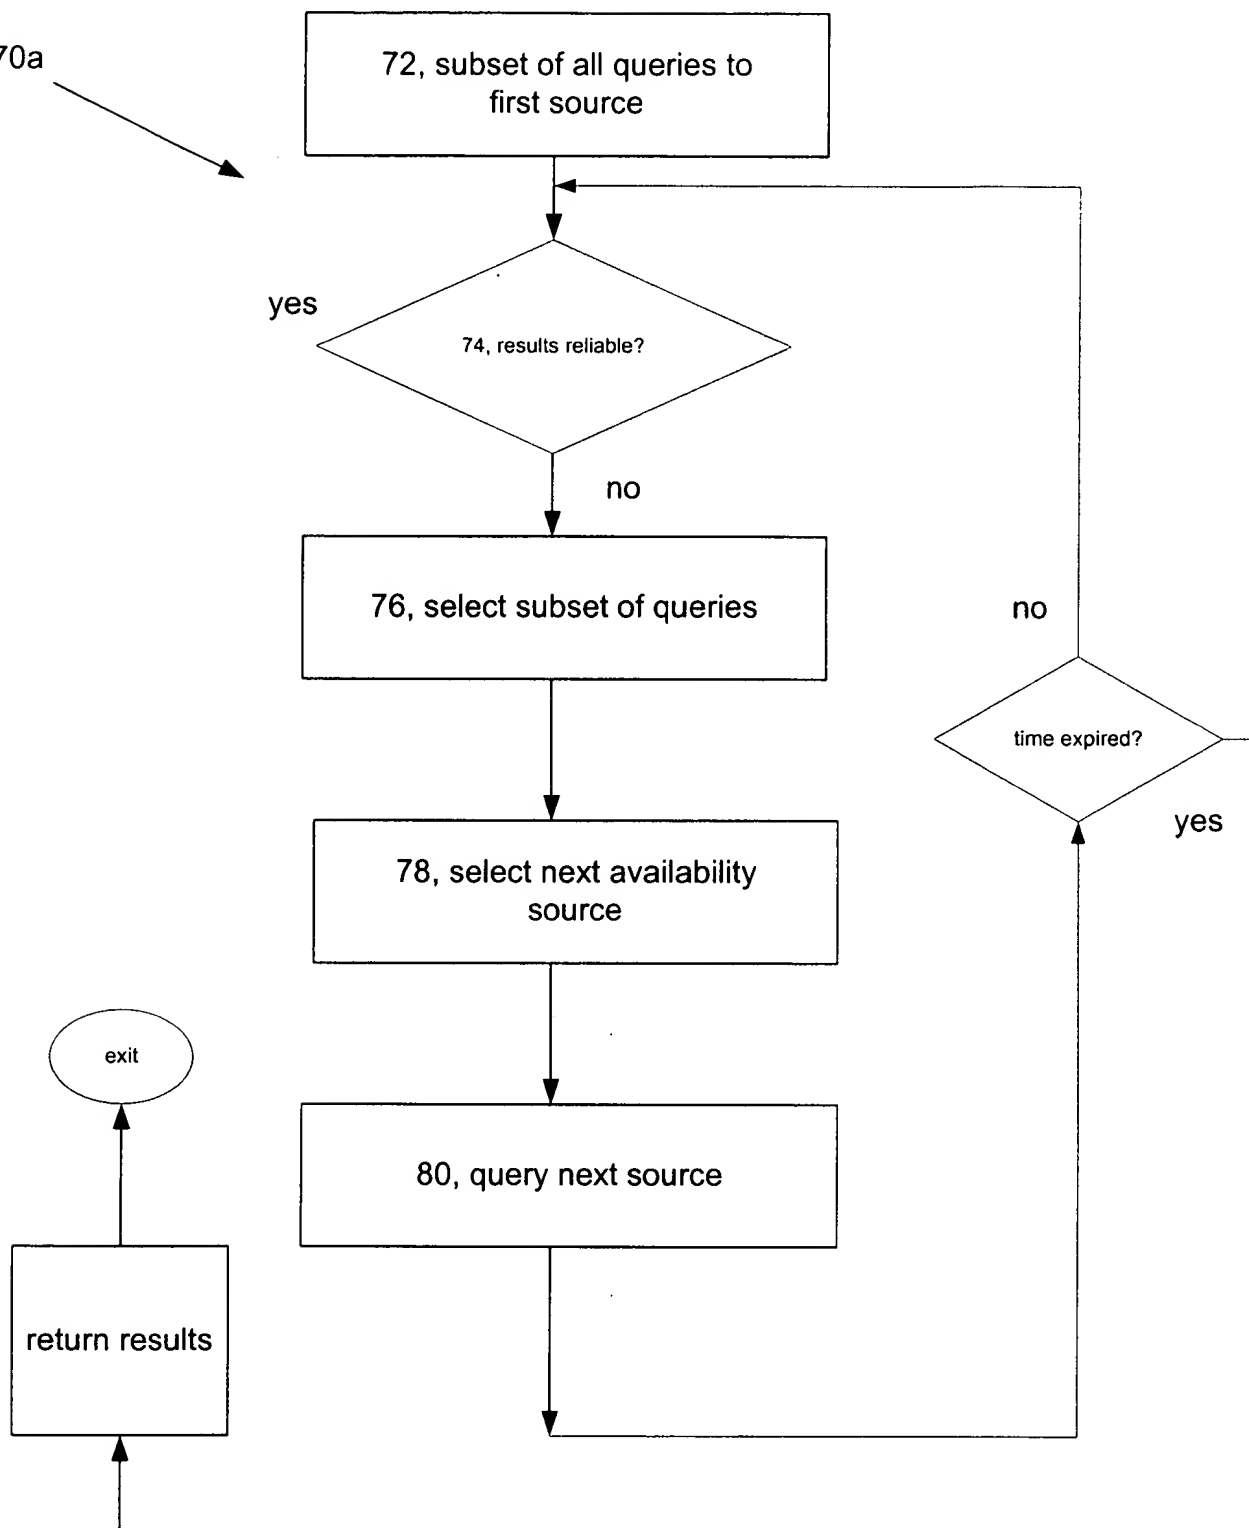 70a
72, subset of all queries to
first source
yes
74, results reliable?
no
76, select subset of queries
no
time expired?
yes
78, select next availability
source
exit
80, query next source
return results